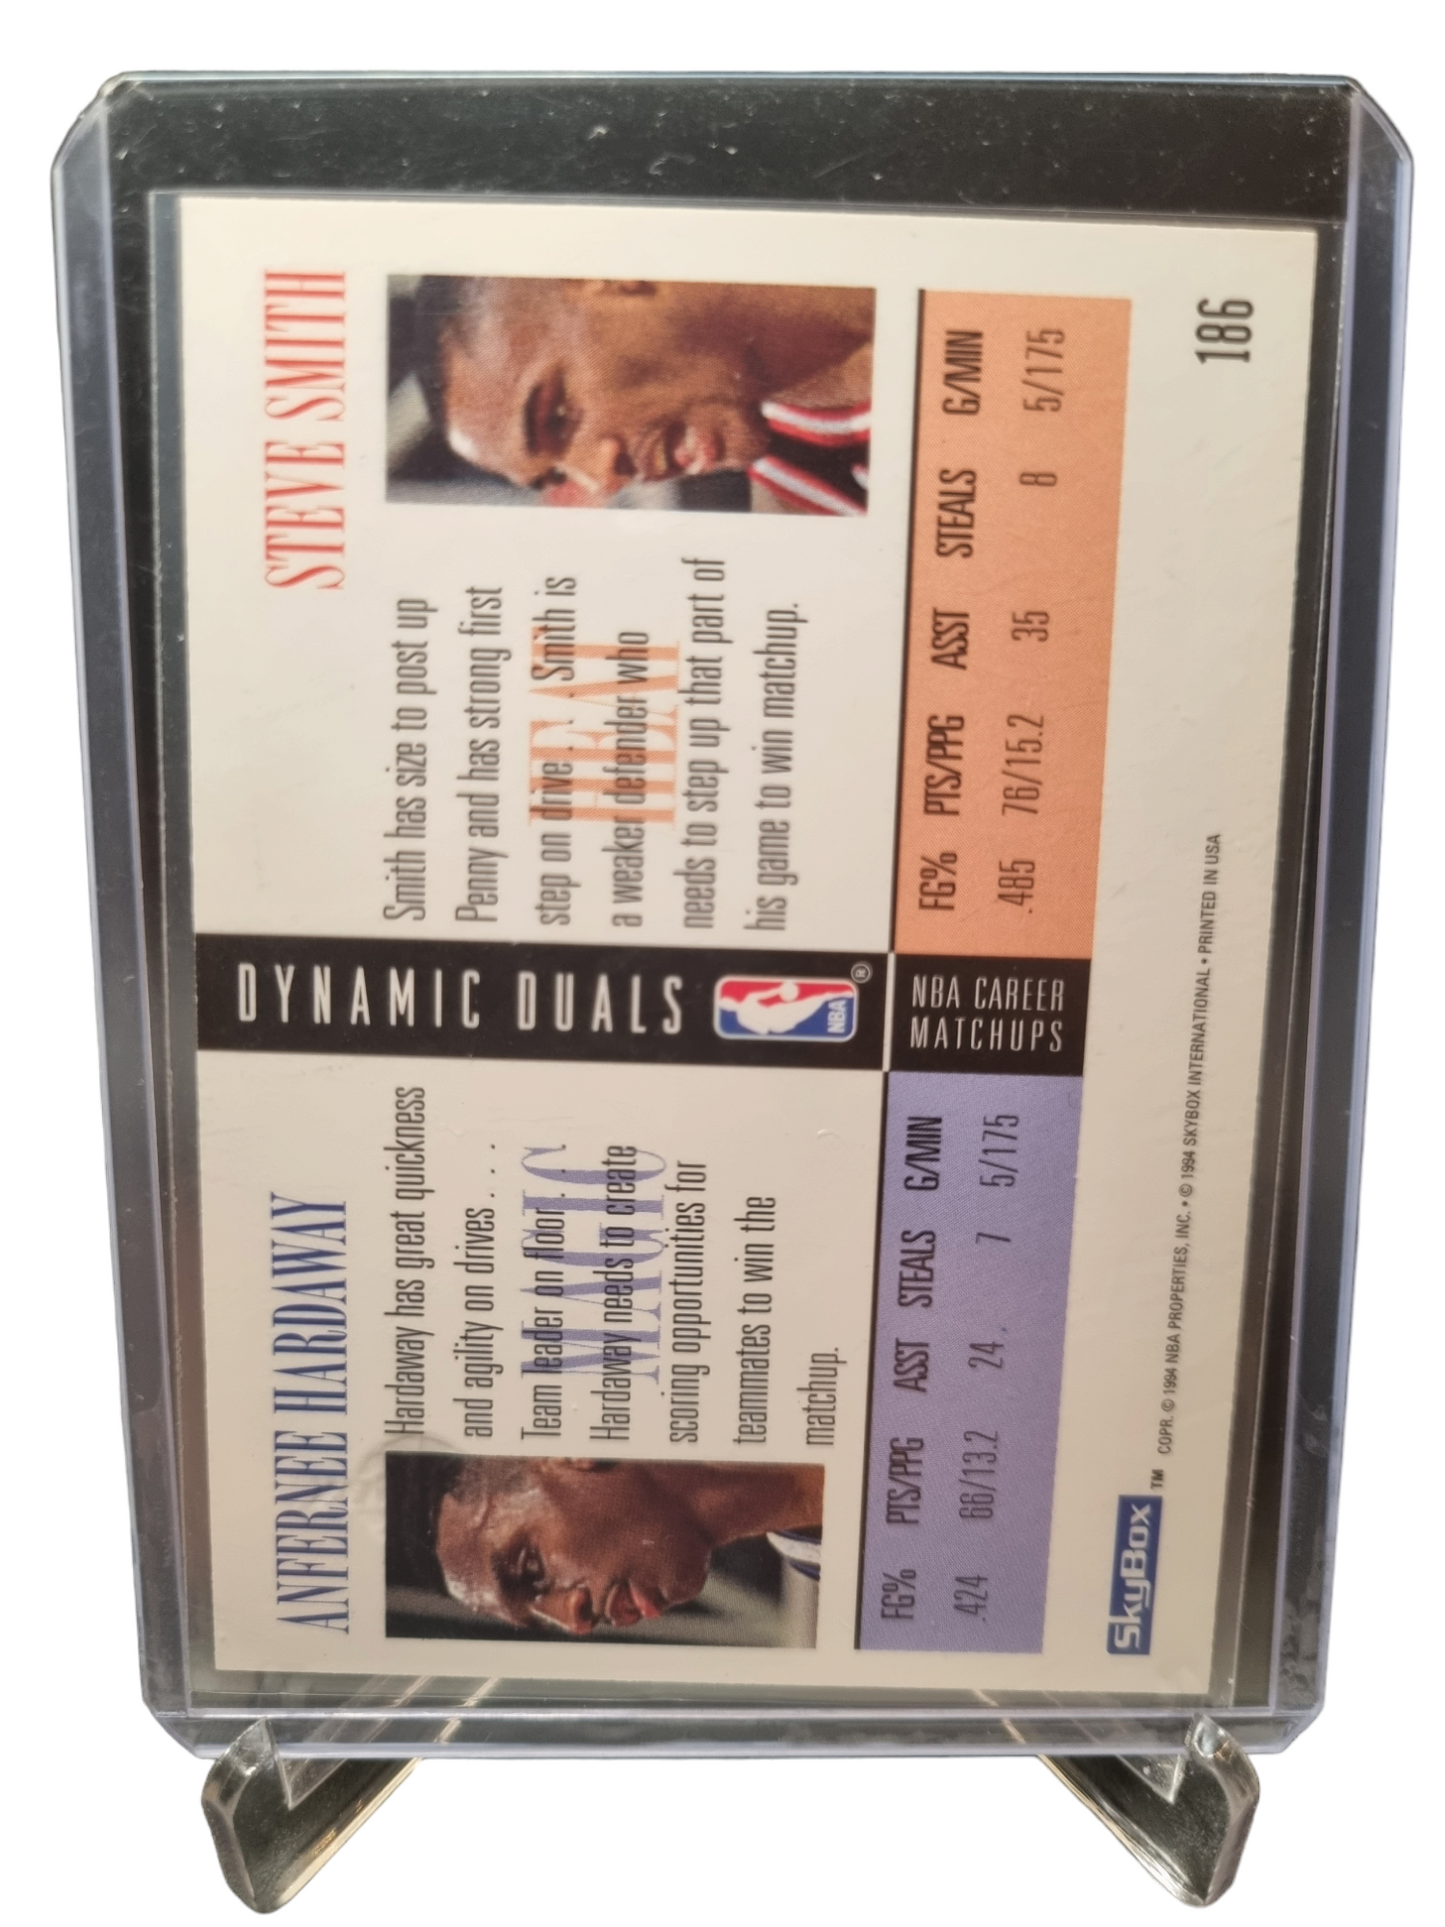 ANFERNEE HARDAWAY
Hardaway has great quickness
and agility on drives. . . .
Team leader on floor . . .
Hardaway needs to create
scoring opportunities for
teammates to win the
matchup.
MAGIC
DYNAMIC DUALS
NBA
®
STEVE SMITH
Smith has size to post up
Penny and has strong first
step on drive . . . Smith is
a weaker defender who
needs to step up that part of
his game to win matchup.
HEAT
FG% PTS/PPG ASST STEALS G/MIN
.424 66/13.2 24 7 5/175
NBA CAREER
MATCHUPS
FG% PTS/PPG ASST STEALS G/MIN
.485 76/15.2 35 8 5/175
SkyBox TM
COPR. © 1994 NBA PROPERTIES, INC. • © 1994 SKYBOX INTERNATIONAL • PRINTED IN USA
186